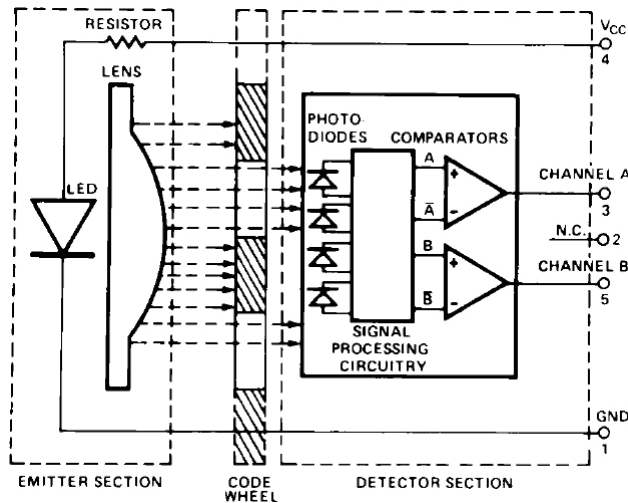 RESISTOR
LENS
LED
PHOTO-
DIODES
COMPARATORS
A
+
A̅
−
B
+
B̅
−
SIGNAL
PROCESSING
CIRCUITRY
VCC
4
CHANNEL A
3
N.C.
2
CHANNEL B
5
GND
1
EMITTER SECTION
CODE
WHEEL
DETECTOR SECTION